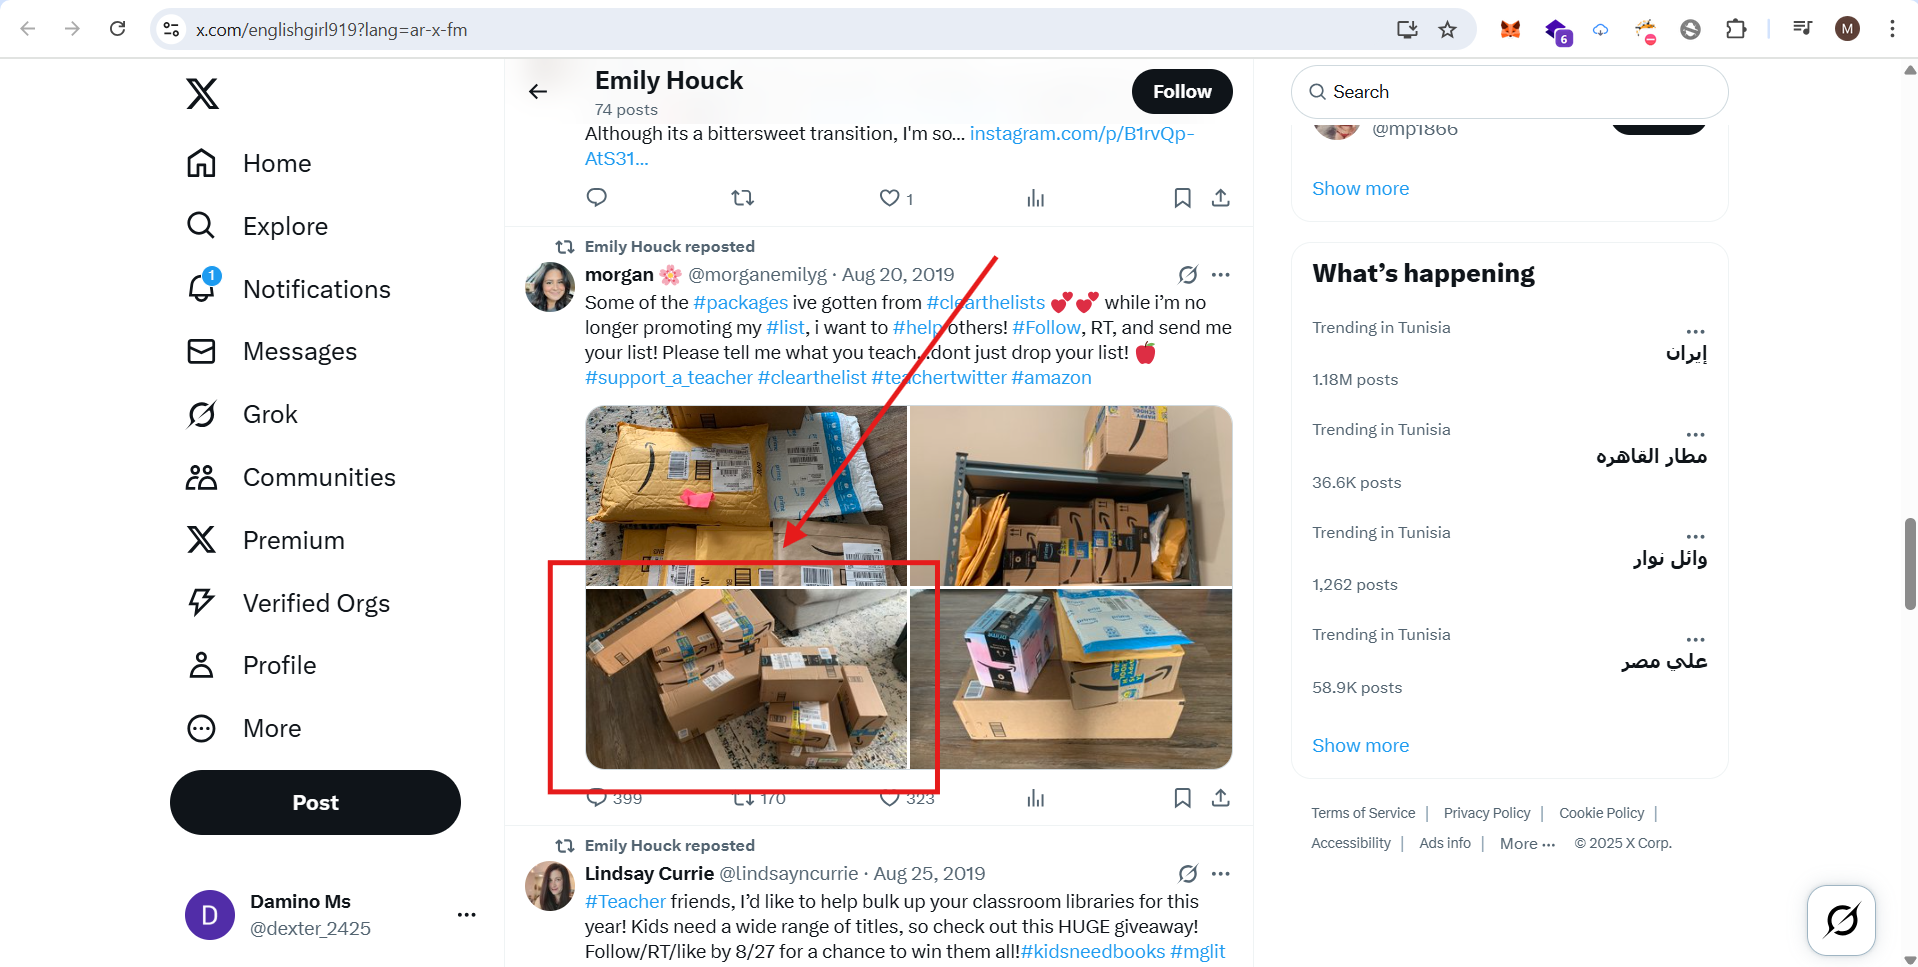 x.com/englishgirl919?lang=ar-x-fm
6
M
Home
Explore
1
Notifications
Messages
Grok
Communities
Premium
Verified Orgs
Profile
More
Post
D
Damino Ms
@dexter_2425
Emily Houck
74 posts
Follow
Although its a bittersweet transition, I'm so... instagram.com/p/B1rvQp-
AtS31...
1
Emily Houck reposted
morgan 🌸 @morganemilyg · Aug 20, 2019
Some of the #packages ive gotten from #clearthelists 💕💕 while i'm no
longer promoting my #list, i want to #help others! #Follow, RT, and send me
your list! Please tell me what you teach...dont just drop your list! 🍎
#support_a_teacher #clearthelist #teachertwitter #amazon
prime
399 170 323
Emily Houck reposted
Lindsay Currie @lindsayncurrie · Aug 25, 2019
#Teacher friends, I'd like to help bulk up your classroom libraries for this
year! Kids need a wide range of titles, so check out this HUGE giveaway!
Follow/RT/like by 8/27 for a chance to win them all!#kidsneedbooks #mglit
Search
@mp1866
Show more
What's happening
Trending in Tunisia
إيران
1.18M posts
Trending in Tunisia
مطار القاهره
36.6K posts
Trending in Tunisia
وائل نوار
1,262 posts
Trending in Tunisia
علي مصر
58.9K posts
Show more
Terms of Service | Privacy Policy | Cookie Policy |
Accessibility | Ads info | More ... © 2025 X Corp.